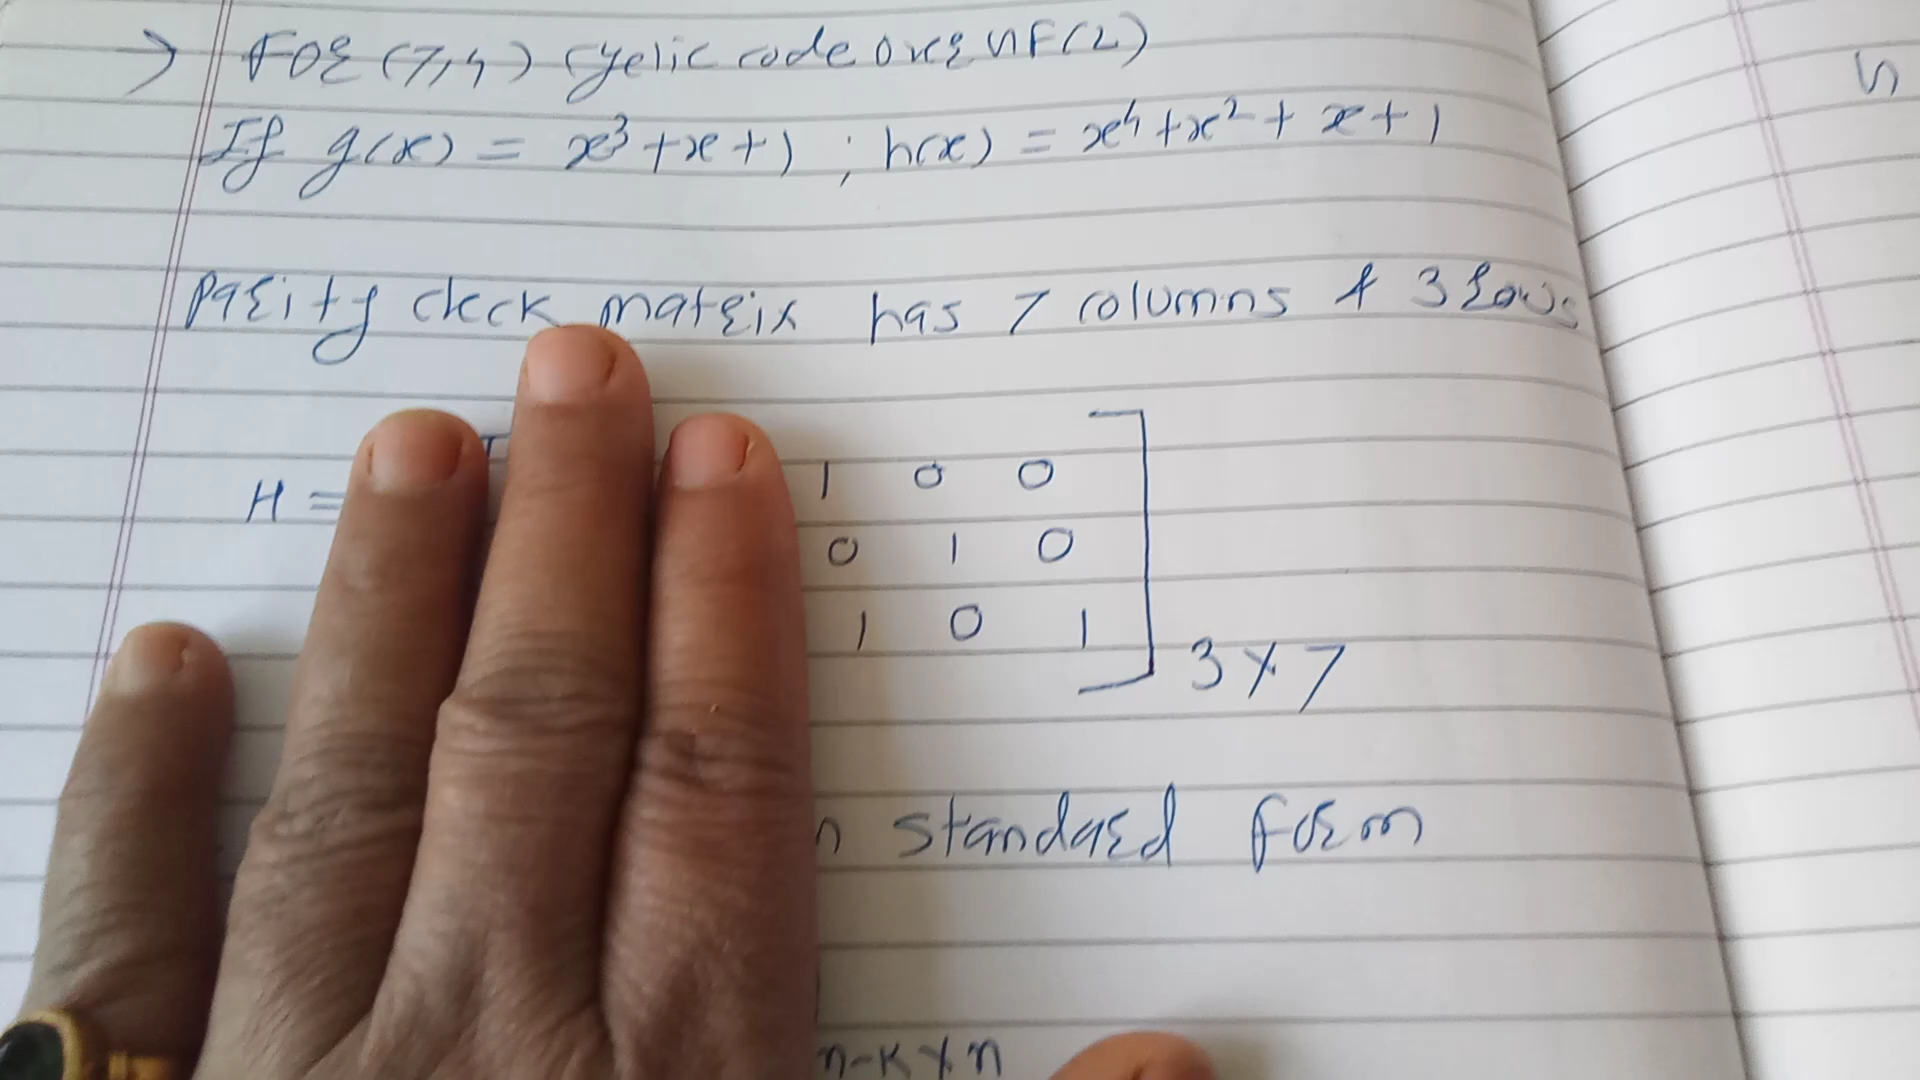 → For (7,4) cyclic code over GF(2)
If g(x) = x³+x+1 ; h(x) = x⁴+x²+x+1
Parity check matrix has 7 columns & 3 rows
H =
1 0 0
0 1 0
1 0 1
3×7
standard form
n-k×n